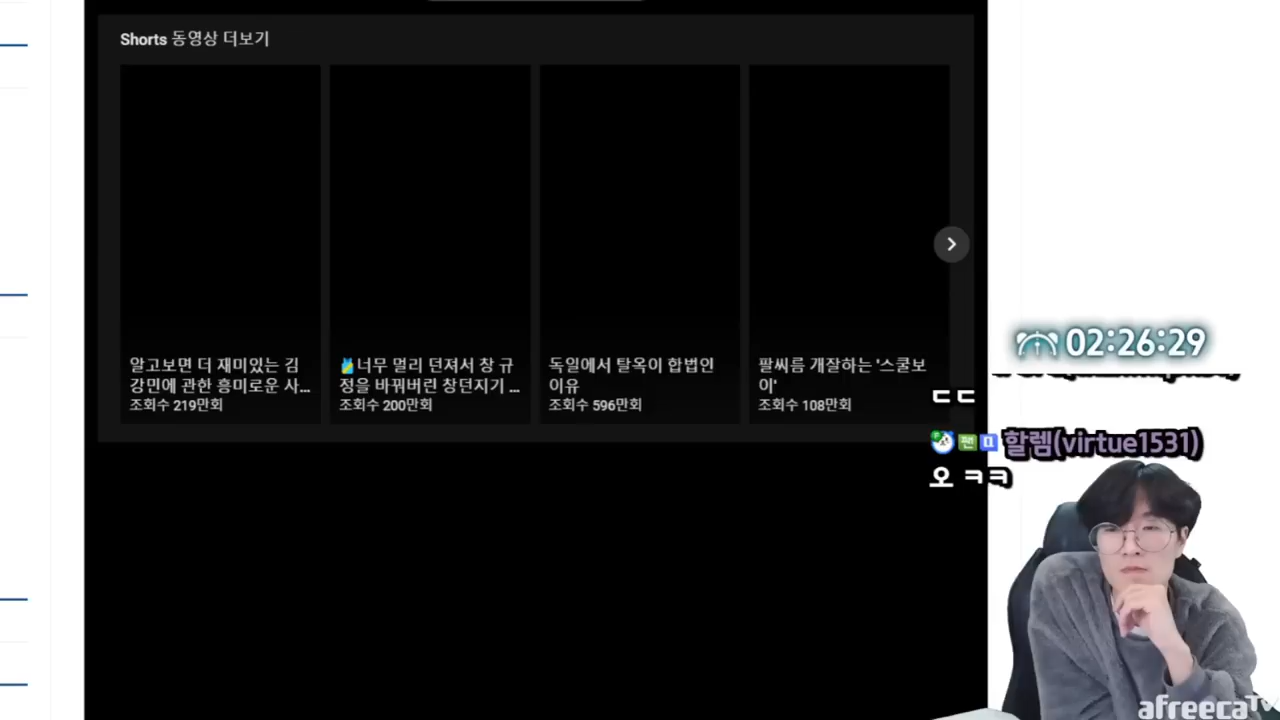 Shorts 동영상 더보기
알고보면 더 재미있는 김
강민에 관한 흥미로운 사...
조회수 219만회
너무 멀리 던져서 창 규
정을 바꿔버린 창던지기 ...
조회수 200만회
독일에서 탈옥이 합법인
이유
조회수 596만회
팔씨름 개잘하는 '스쿨보
이'
조회수 108만회
02:26:29
ㄷㄷ
팬 할렘(virtue1531)
오 ㅋㅋ
afreecaTV